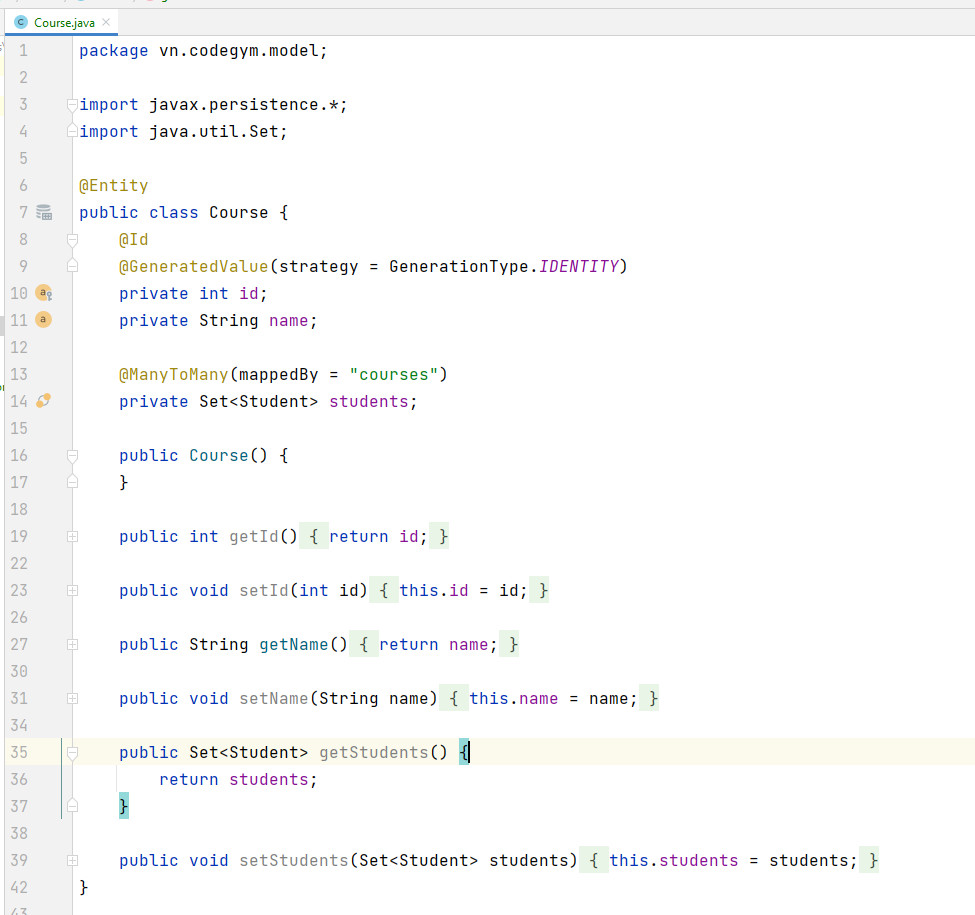 Course.java
1 package vn.codegym.model;
2
3 import javax.persistence.*;
4 import java.util.Set;
5
6 @Entity
7 public class Course {
8 @Id
9 @GeneratedValue(strategy = GenerationType.IDENTITY)
10 private int id;
11 private String name;
12
13 @ManyToMany(mappedBy = "courses")
14 private Set<Student> students;
15
16 public Course() {
17 }
18
19 public int getId() { return id; }
22
23 public void setId(int id) { this.id = id; }
26
27 public String getName() { return name; }
30
31 public void setName(String name) { this.name = name; }
34
35 public Set<Student> getStudents() {
36 return students;
37 }
38
39 public void setStudents(Set<Student> students) { this.students = students; }
42 }
43